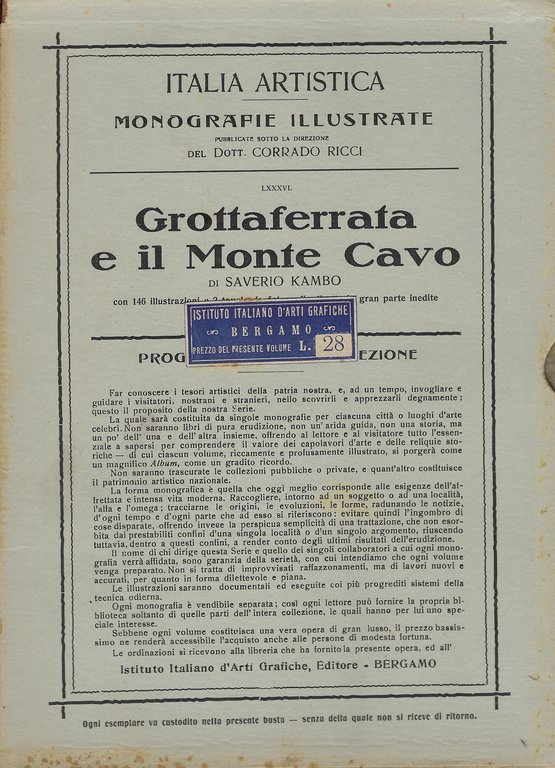 ITALIA ARTISTICA
MONOGRAFIE ILLUSTRATE
PUBBLICATE SOTTO LA DIREZIONE
DEL DOTT. CORRADO RICCI
LXXXVI.
Grottaferrata
e il Monte Cavo
DI SAVERIO KAMBO
con 146 illustrazioni e gran parte inedite
ISTITUTO ITALIANO D'ARTI GRAFICHE
BERGAMO
PREZZO DEL PRESENTE VOLUME L. 28
Far conoscere i tesori artistici della patria nostra, e, ad un tempo, invogliare e
guidare i visitatori, nostrani e stranieri, nello scovrirli e apprezzarli degnamente;
questo il proposito della nostra Serie.
La quale sarà costituita da singole monografie per ciascuna città o luoghi d'arte
celebri. Non saranno libri di pura erudizione, non un'arida guida, non una storia, ma
un po' dell' una e dell'altra insieme, offrendo al lettore e al visitatore tutto l'essen-
ziale a sapersi per comprendere il valore dei capolavori d'arte e delle reliquie sto-
riche — di cui ciascun volume, riccamente e profusamente illustrato, si porgerà come
un magnifico Album, come un gradito ricordo.
Non saranno trascurate le collezioni pubbliche o private, e quant'altro costituisce
il patrimonio artistico nazionale.
La forma monografica è quella che oggi meglio corrisponde alle esigenze dell'af-
frettata e intensa vita moderna. Raccogliere, intorno ad un soggetto o ad una località,
l'alfa e l'omega; tracciarne le origini, le evoluzioni, le forme, radunando le notizie,
d'ogni tempo e d'ogni parte che ad esso si riferiscono: evitare quindi l'ingombro di
cose disparate, offrendo invece la perspicua semplicità di una trattazione, che non esor-
bita dai prestabiliti confini d'una singola località o d'un singolo argomento, riuscendo
tuttavia, dentro a questi confini, a render conto degli ultimi resultati dell'erudizione.
Il nome di chi dirige questa Serie e quello dei singoli collaboratori a cui ogni mono-
grafia verrà affidata, sono garanzia della serietà, con cui intendiamo che ogni volume
venga preparato. Non si tratta di improvvisati raffazzonamenti, ma di lavori nuovi e
accurati, per quanto in forma dilettevole e piana.
Le illustrazioni saranno documentali ed eseguite coi più progrediti sistemi della
tecnica odierna.
Ogni monografia è vendibile separata; così ogni lettore può fornire la propria bi-
blioteca soltanto di quelle parti dell'intera collezione, le quali hanno per lui uno spe-
ciale interesse.
Sebbene ogni volume costituisca una vera opera di gran lusso, il prezzo bassis-
simo ne renderà accessibile l'acquisto anche alle persone di modesta fortuna.
Le ordinazioni si ricevono alla libreria che ha fornito la presente opera, ed all'
Istituto Italiano d'Arti Grafiche, Editore - BERGAMO
Ogni esemplare va custodito nella presente busta — senza della quale non si riceve di ritorno.